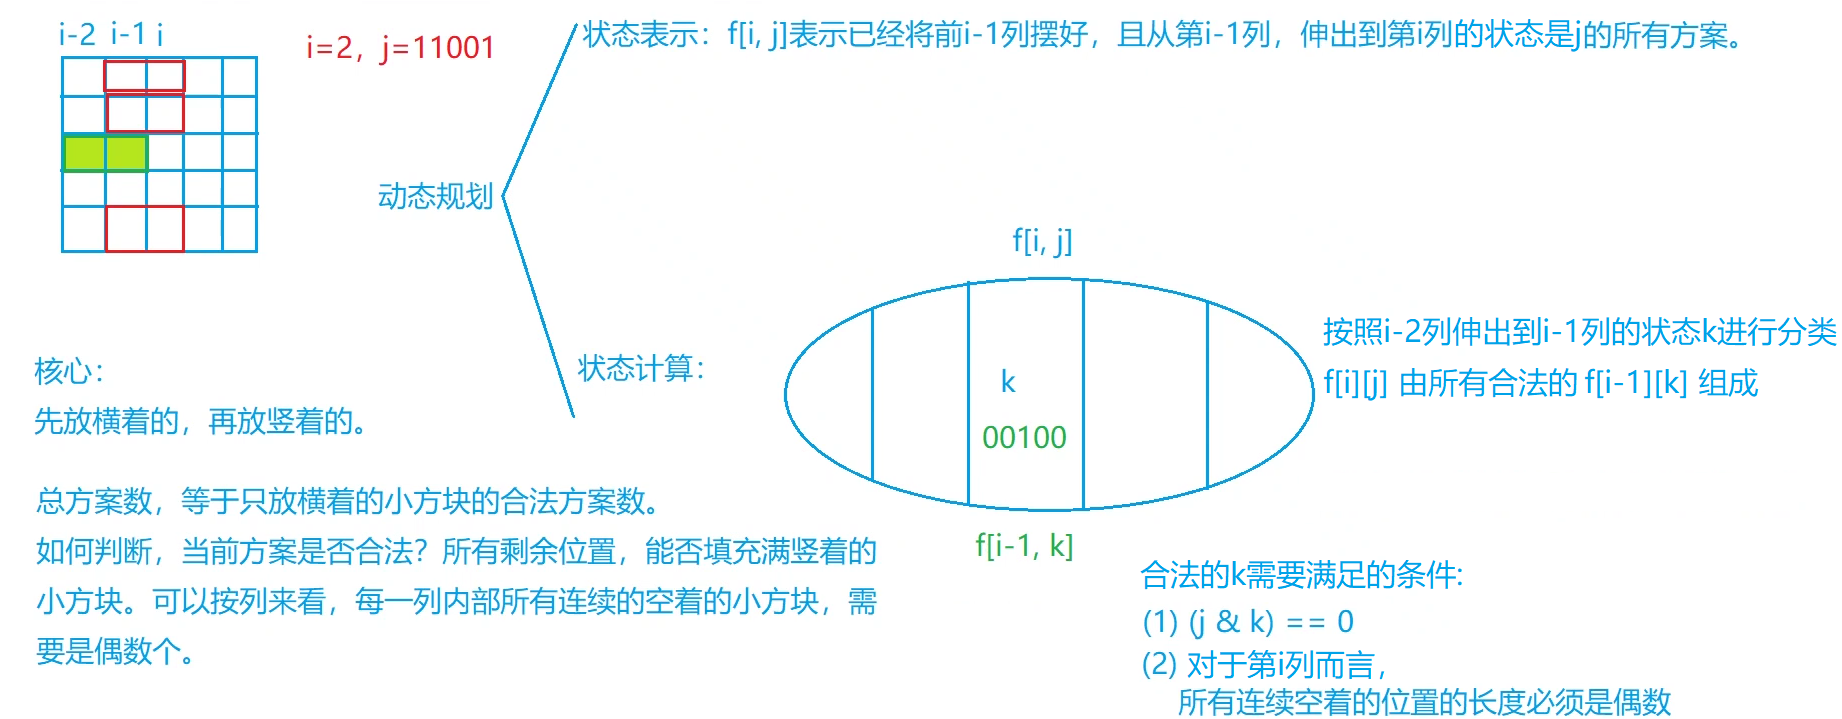 i-2 i-1 i
i=2，j=11001
状态表示：f[i, j]表示已经将前i-1列摆好，且从第i-1列，伸出到第i列的状态是j的所有方案。
动态规划
f[i, j]
状态计算：
k
00100
f[i-1, k]
按照i-2列伸出到i-1列的状态k进行分类
f[i][j] 由所有合法的 f[i-1][k] 组成
核心：
先放横着的，再放竖着的。
总方案数，等于只放横着的小方块的合法方案数。
如何判断，当前方案是否合法？所有剩余位置，能否填充满竖着的
小方块。可以按列来看，每一列内部所有连续的空着的小方块，需
要是偶数个。
合法的k需要满足的条件:
(1) (j & k) == 0
(2) 对于第i列而言，
所有连续空着的位置的长度必须是偶数